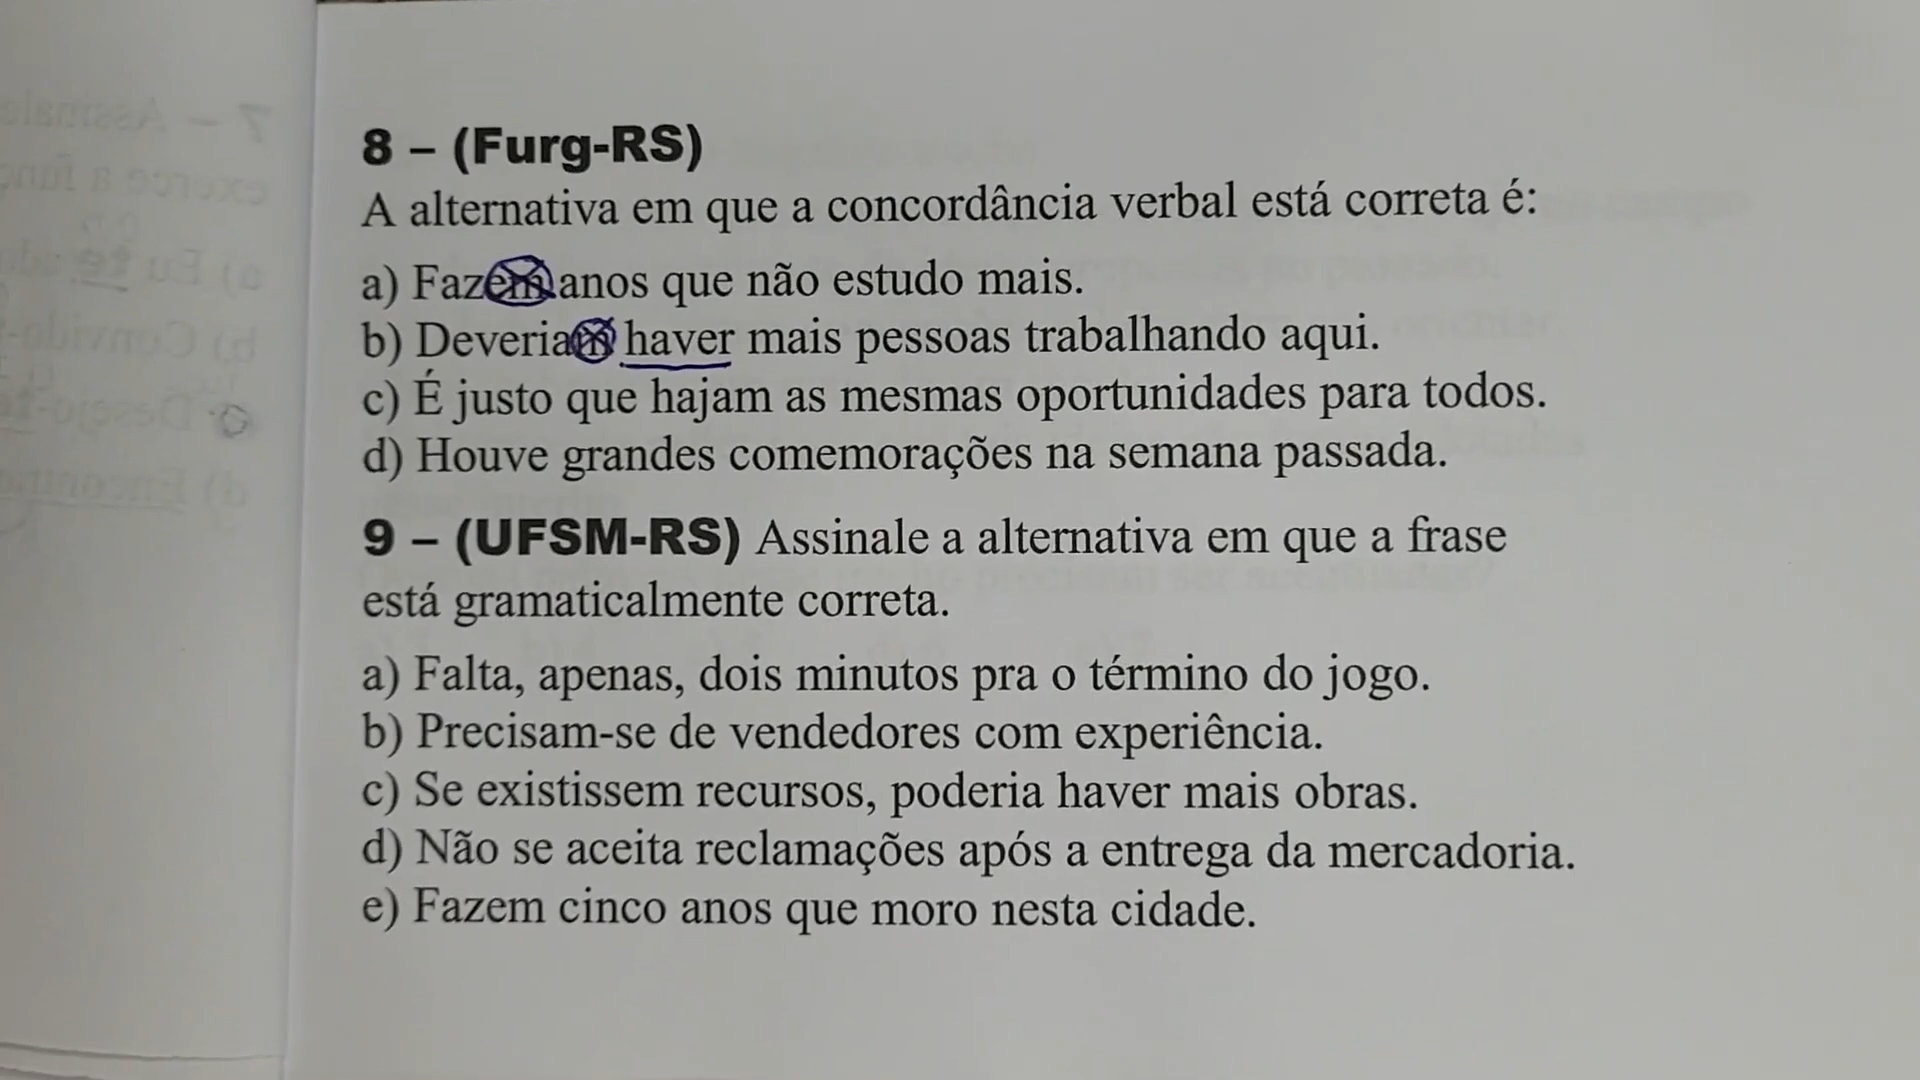 8 – (Furg-RS)
A alternativa em que a concordância verbal está correta é:
a) Fazem anos que não estudo mais.
b) Deveriam haver mais pessoas trabalhando aqui.
c) É justo que hajam as mesmas oportunidades para todos.
d) Houve grandes comemorações na semana passada.
9 – (UFSM-RS) Assinale a alternativa em que a frase
está gramaticalmente correta.
a) Falta, apenas, dois minutos pra o término do jogo.
b) Precisam-se de vendedores com experiência.
c) Se existissem recursos, poderia haver mais obras.
d) Não se aceita reclamações após a entrega da mercadoria.
e) Fazem cinco anos que moro nesta cidade.